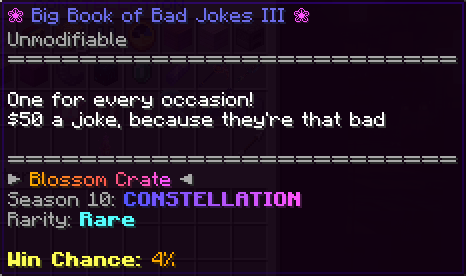 ❀ Big Book of Bad Jokes III ❀
Unmodifiable
================================
One for every occasion!
$50 a joke, because they're that bad
================================
► Blossom Crate ◄
Season 10: CONSTELLATION
Rarity: Rare
Win Chance: 4%